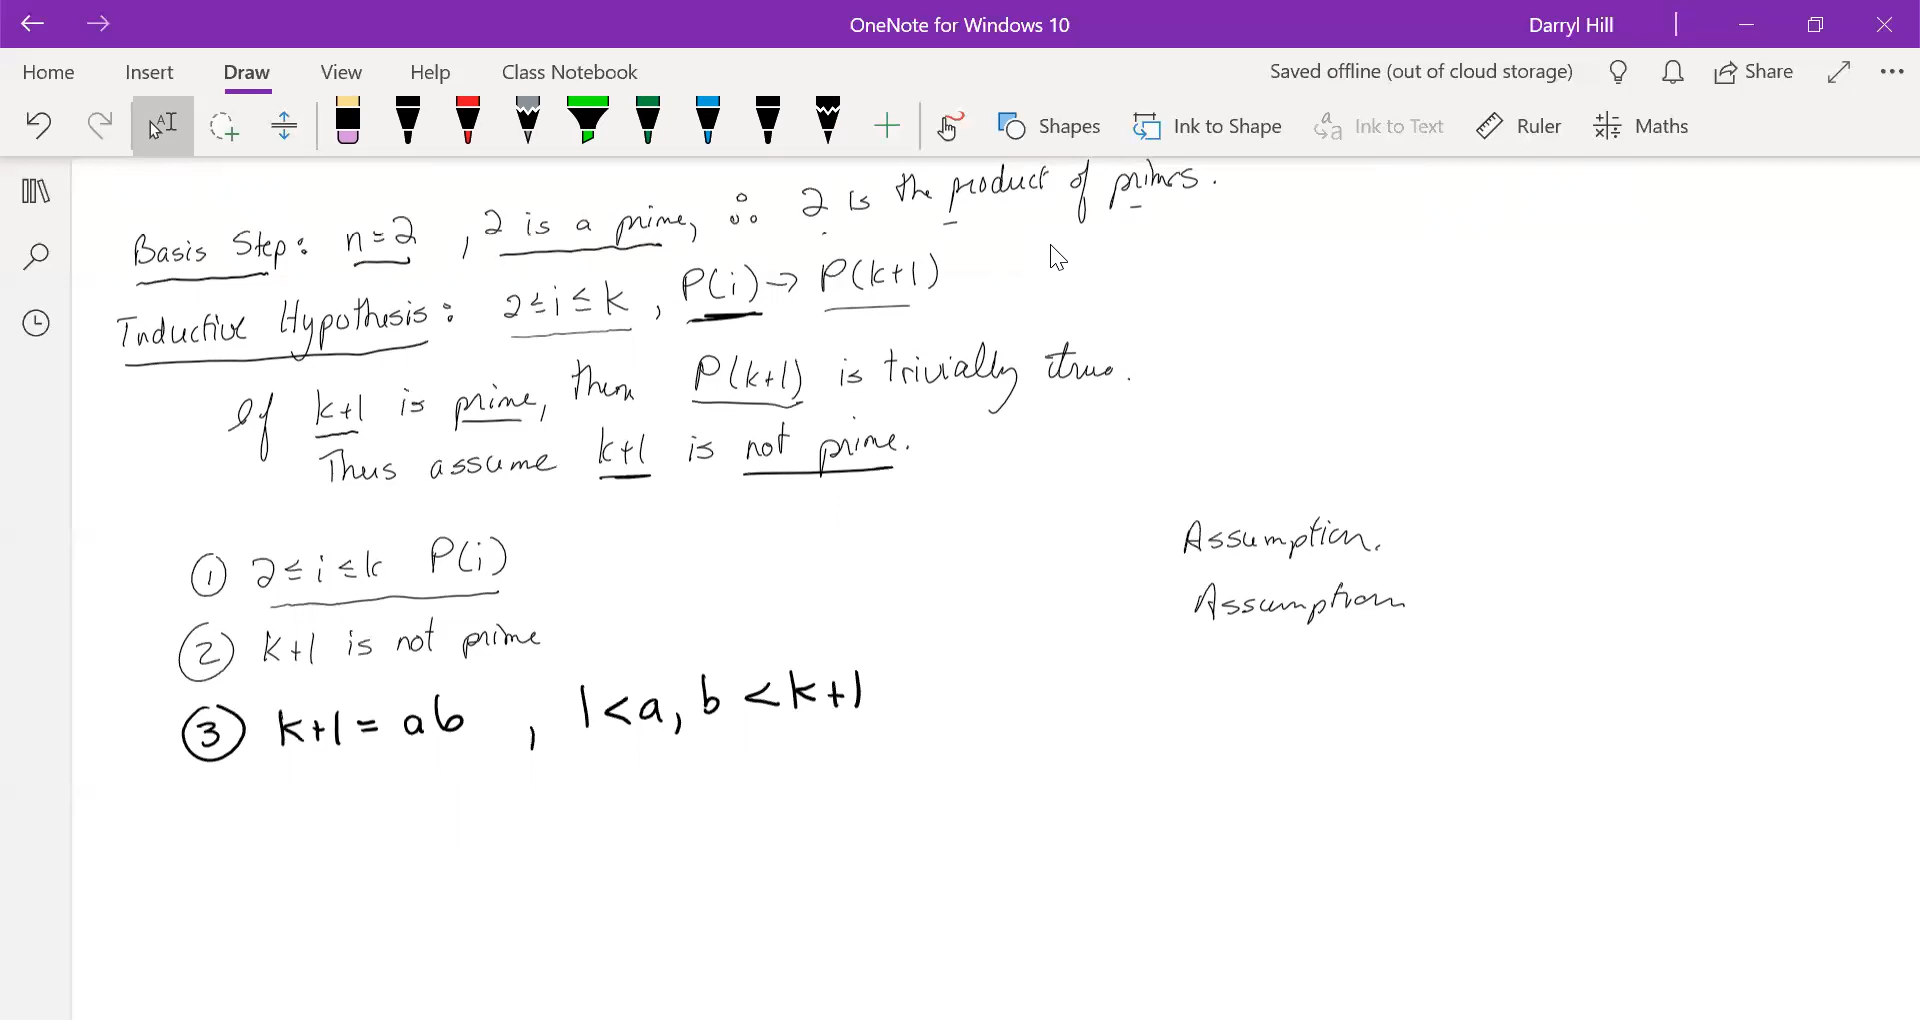 OneNote for Windows 10
Darryl Hill
Home Insert Draw View Help Class Notebook
Saved offline (out of cloud storage)
Share
Shapes Ink to Shape Ink to Text Ruler Maths
Basis Step: n=2, 2 is a prime, ∴ 2 is the product of primes.
Inductive Hypothesis: 2≤i≤k, P(i)→P(k+1)
If k+1 is prime, then P(k+1) is trivially true.
Thus assume k+1 is not prime.
① 2≤i≤k P(i) Assumption.
② k+1 is not prime Assumption
③ k+1=ab, 1<a, b<k+1